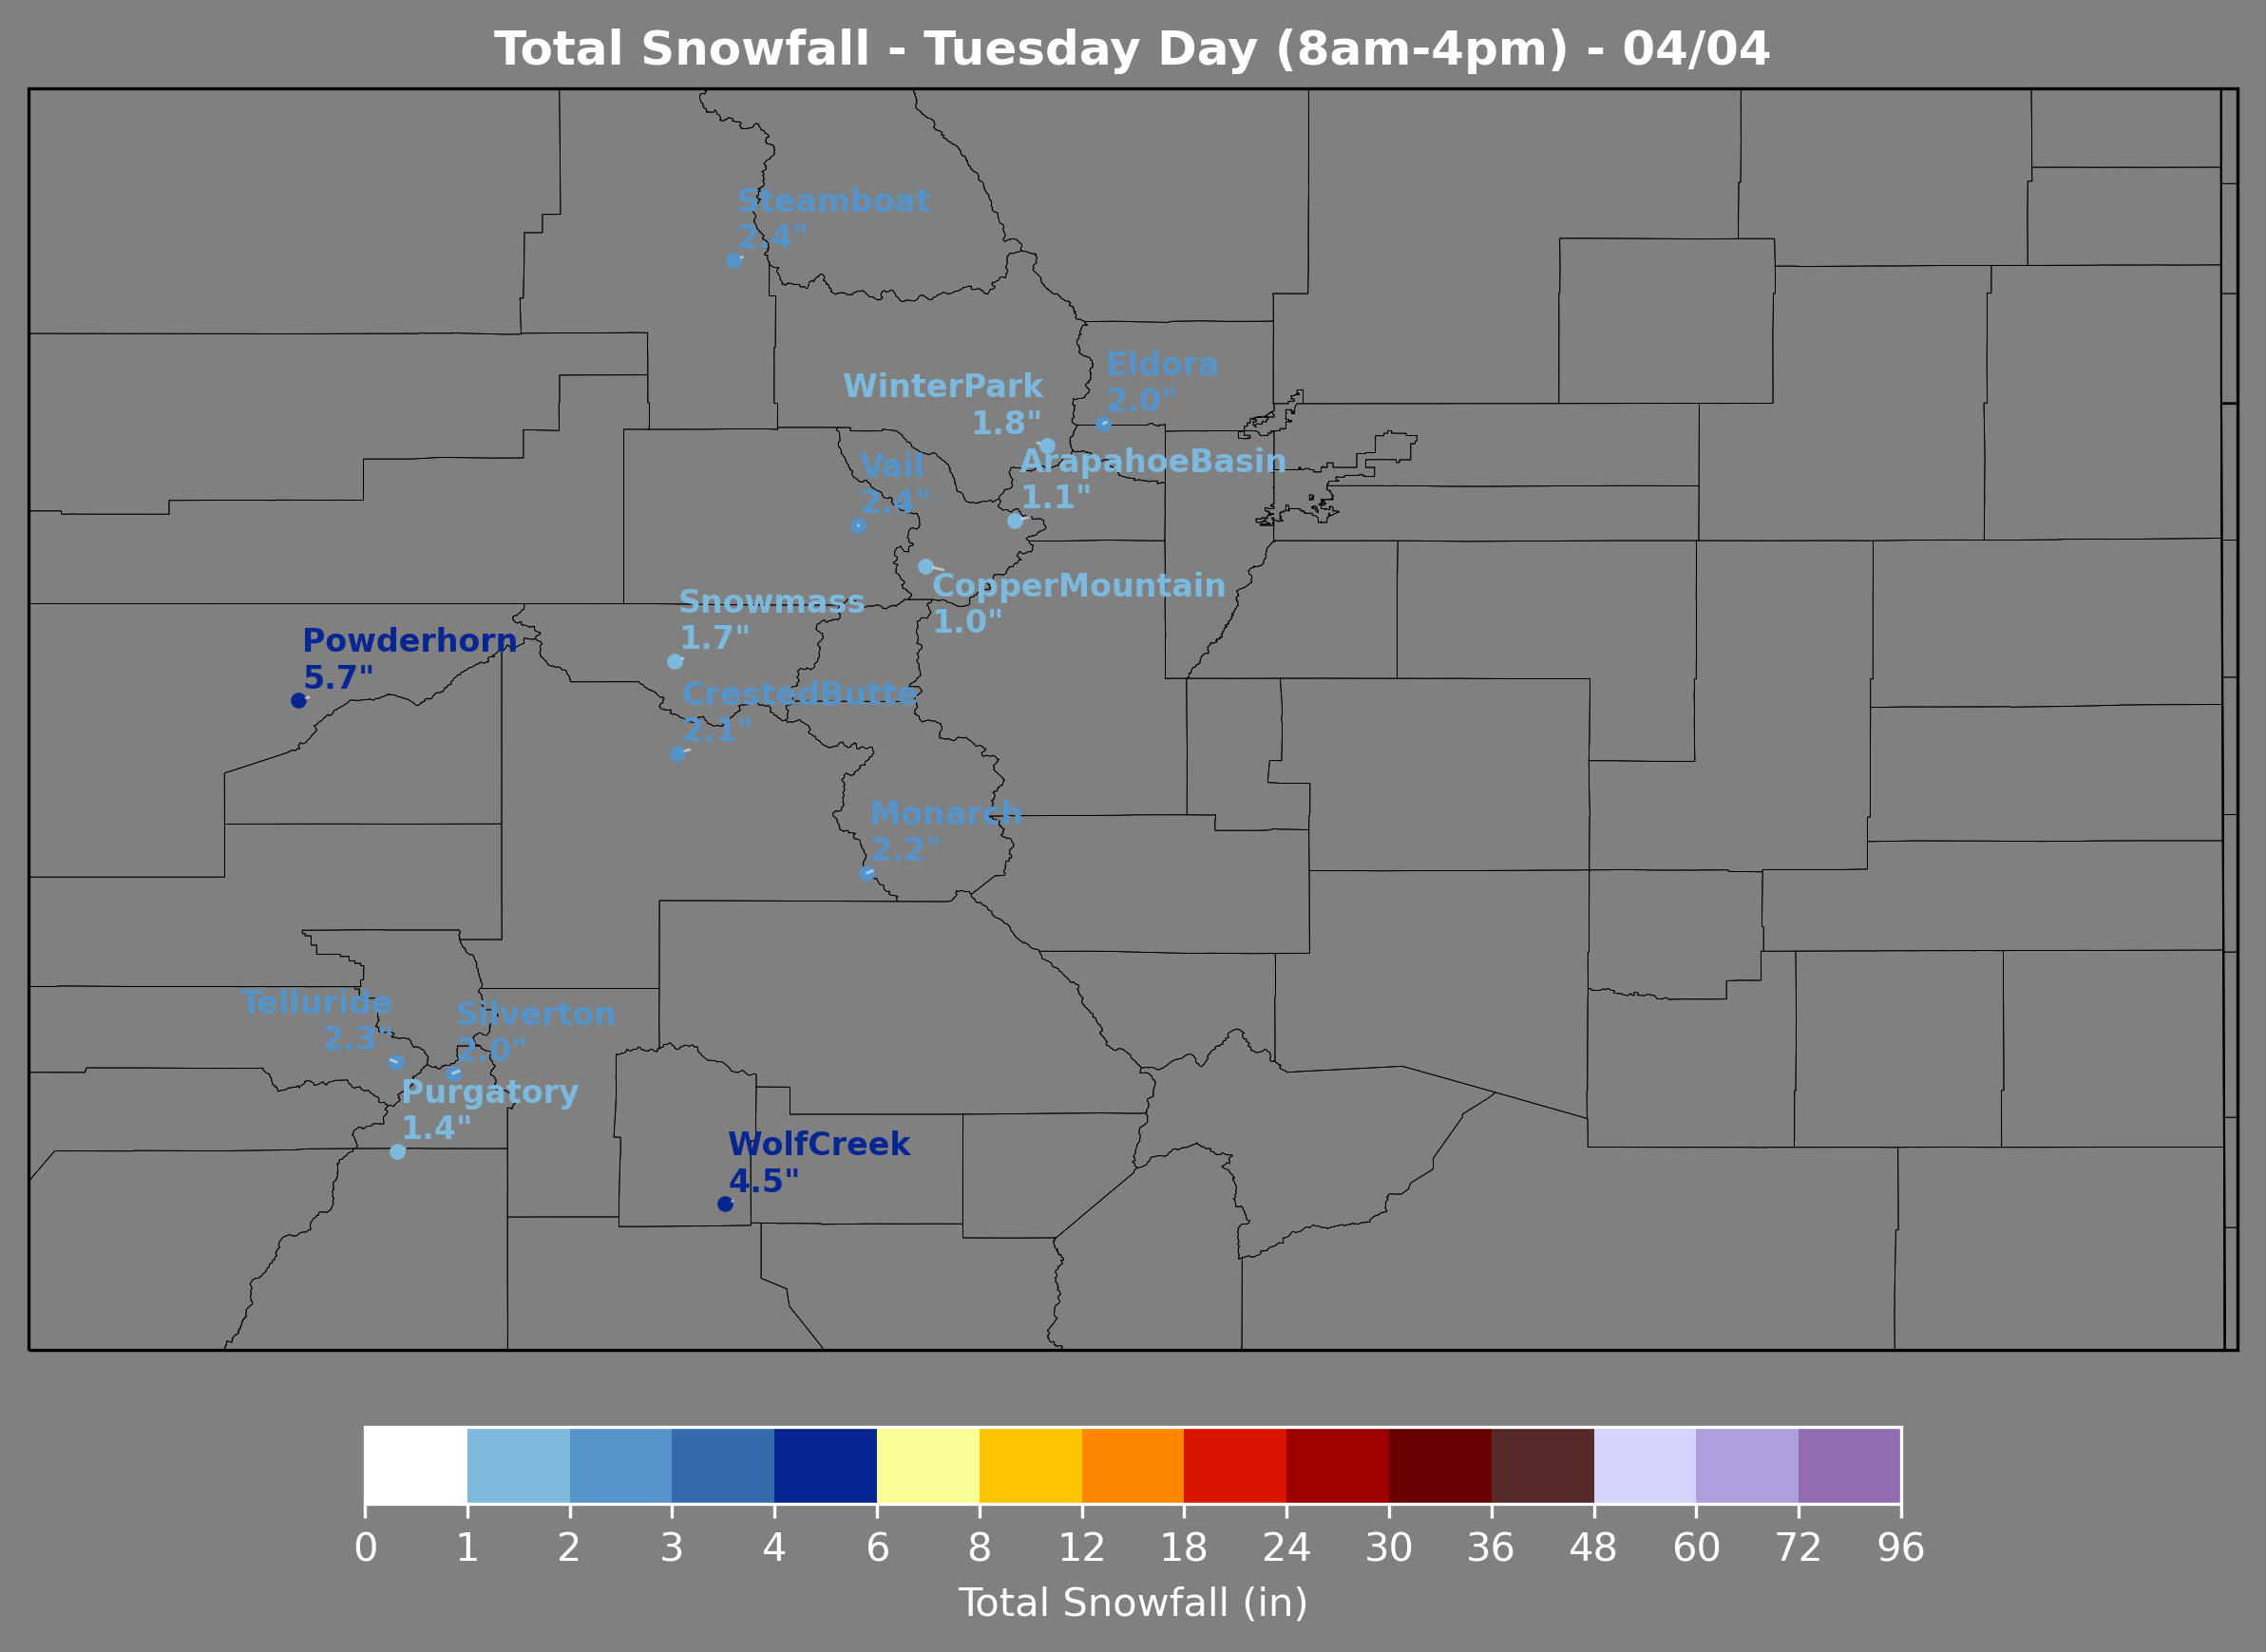 Total Snowfall - Tuesday Day (8am-4pm) - 04/04
Steamboat
2.4"
Eldora
2.0"
WinterPark
1.8"
Vail
2.4"
ArapahoeBasin
1.1"
CopperMountain
1.0"
Snowmass
1.7"
Powderhorn
5.7"
CrestedButte
2.1"
Monarch
2.2"
Telluride
2.3"
Silverton
2.0"
Purgatory
1.4"
WolfCreek
4.5"
0 1 2 3 4 6 8 12 18 24 30 36 48 60 72 96
Total Snowfall (in)